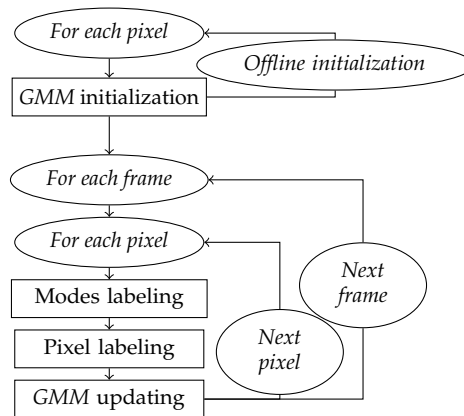 For each pixel
Offline initialization
GMM initialization
For each frame
For each pixel
Next
frame
Modes labeling
Pixel labeling
Next
pixel
GMM updating